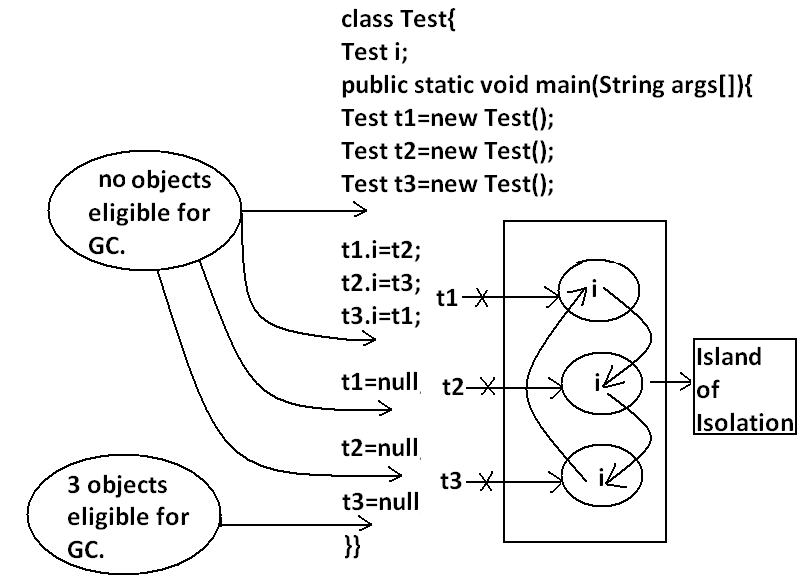 class Test{
Test i;
public static void main(String args[]){
Test t1=new Test();
Test t2=new Test();
Test t3=new Test();
no objects
eligible for
GC.
t1.i=t2;
t2.i=t3;
t3.i=t1;
t1=null
t2=null
t3=null
}}
3 objects
eligible for
GC.
t1
i
t2
i
t3
i
Island
of
Isolation